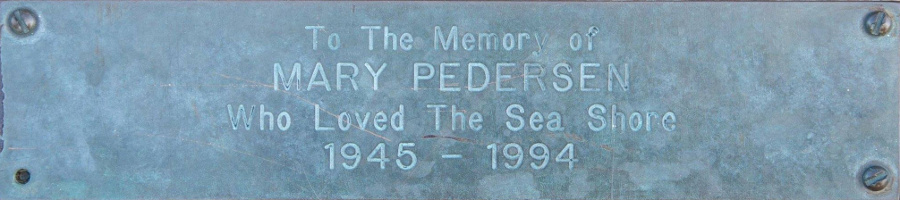 To The Memory of
MARY PEDERSEN
Who Loved The Sea Shore
1945 - 1994